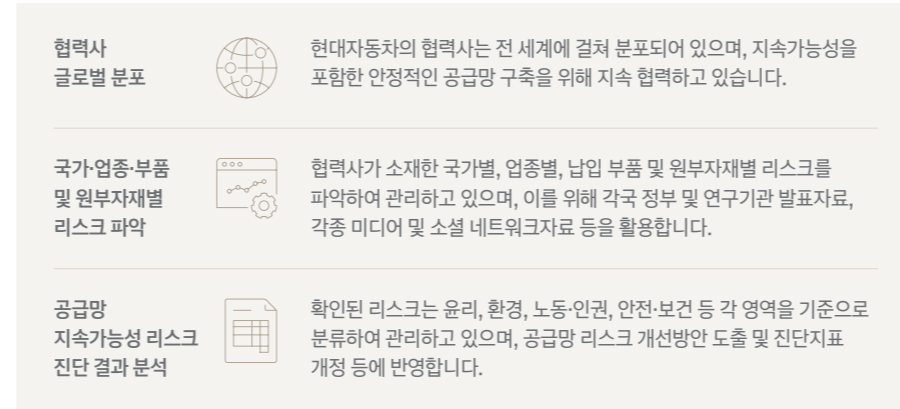 협력사
글로벌 분포
현대자동차의 협력사는 전 세계에 걸쳐 분포되어 있으며, 지속가능성을
포함한 안정적인 공급망 구축을 위해 지속 협력하고 있습니다.
국가·업종·부품
및 원부자재별
리스크 파악
협력사가 소재한 국가별, 업종별, 납입 부품 및 원부자재별 리스크를
파악하여 관리하고 있으며, 이를 위해 각국 정부 및 연구기관 발표자료,
각종 미디어 및 소셜 네트워크자료 등을 활용합니다.
공급망
지속가능성 리스크
진단 결과 분석
확인된 리스크는 윤리, 환경, 노동·인권, 안전·보건 등 각 영역을 기준으로
분류하여 관리하고 있으며, 공급망 리스크 개선방안 도출 및 진단지표
개정 등에 반영합니다.